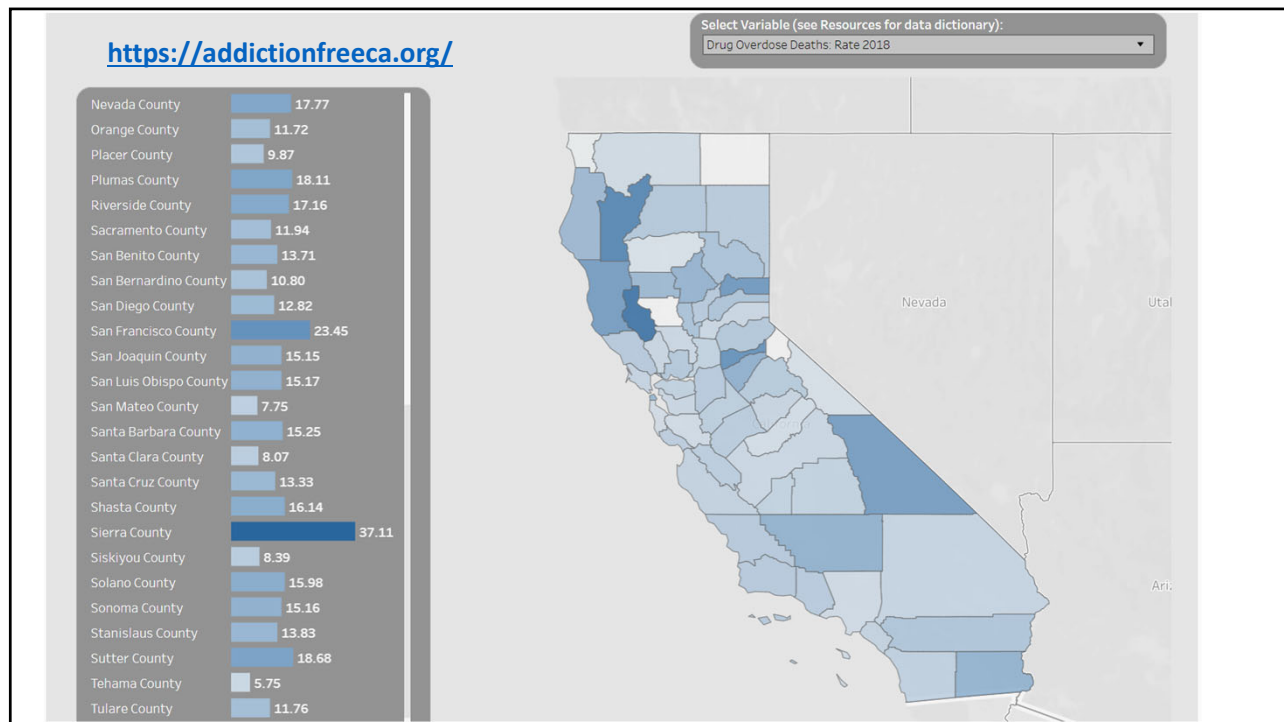 https://addictionfreeca.org/
Select Variable (see Resources for data dictionary):
Drug Overdose Deaths: Rate 2018
Nevada County 17.77
Orange County 11.72
Placer County 9.87
Plumas County 18.11
Riverside County 17.16
Sacramento County 11.94
San Benito County 13.71
San Bernardino County 10.80
San Diego County 12.82
San Francisco County 23.45
San Joaquin County 15.15
San Luis Obispo County 15.17
San Mateo County 7.75
Santa Barbara County 15.25
Santa Clara County 8.07
Santa Cruz County 13.33
Shasta County 16.14
Sierra County 37.11
Siskiyou County 8.39
Solano County 15.98
Sonoma County 15.16
Stanislaus County 13.83
Sutter County 18.68
Tehama County 5.75
Tulare County 11.76
Nevada
Utal
Ari